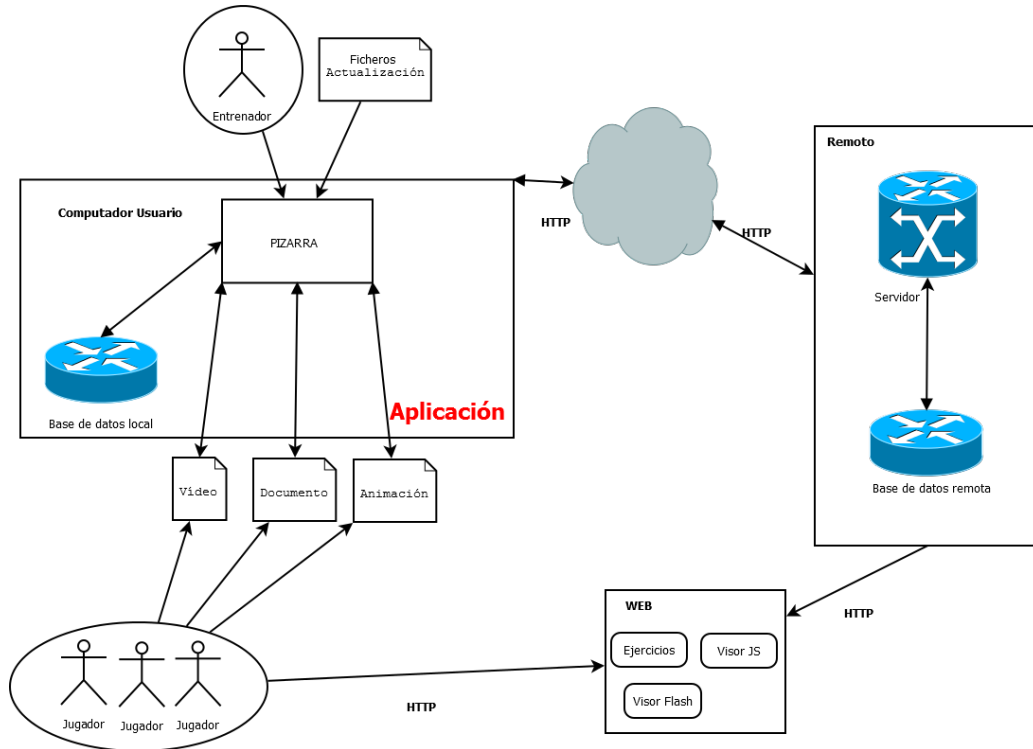 Entrenador
Ficheros
Actualización
Computador Usuario
PIZARRA
Base de datos local
Aplicación
HTTP
HTTP
Remoto
Servidor
Base de datos remota
Vídeo
Documento
Animación
Jugador
Jugador
Jugador
HTTP
WEB
Ejercicios
Visor JS
Visor Flash
HTTP